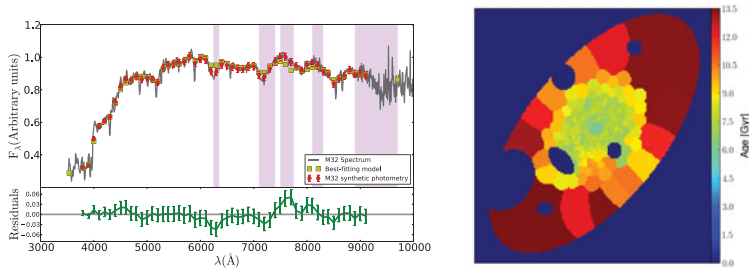 1.2
1.0
0.8
0.6
0.4
F_λ(Arbitrary units)
M32 Spectrum
Best-fitting model
M32 synthetic photometry
0.06
0.03
0.00
−0.03
−0.06
Residuals
3000 4000 5000 6000 7000 8000 9000 10000
λ(Å)
13.5
12.0
10.5
9.0
7.5
6.0
4.5
3.0
1.5
0.0
Age [Gyr]